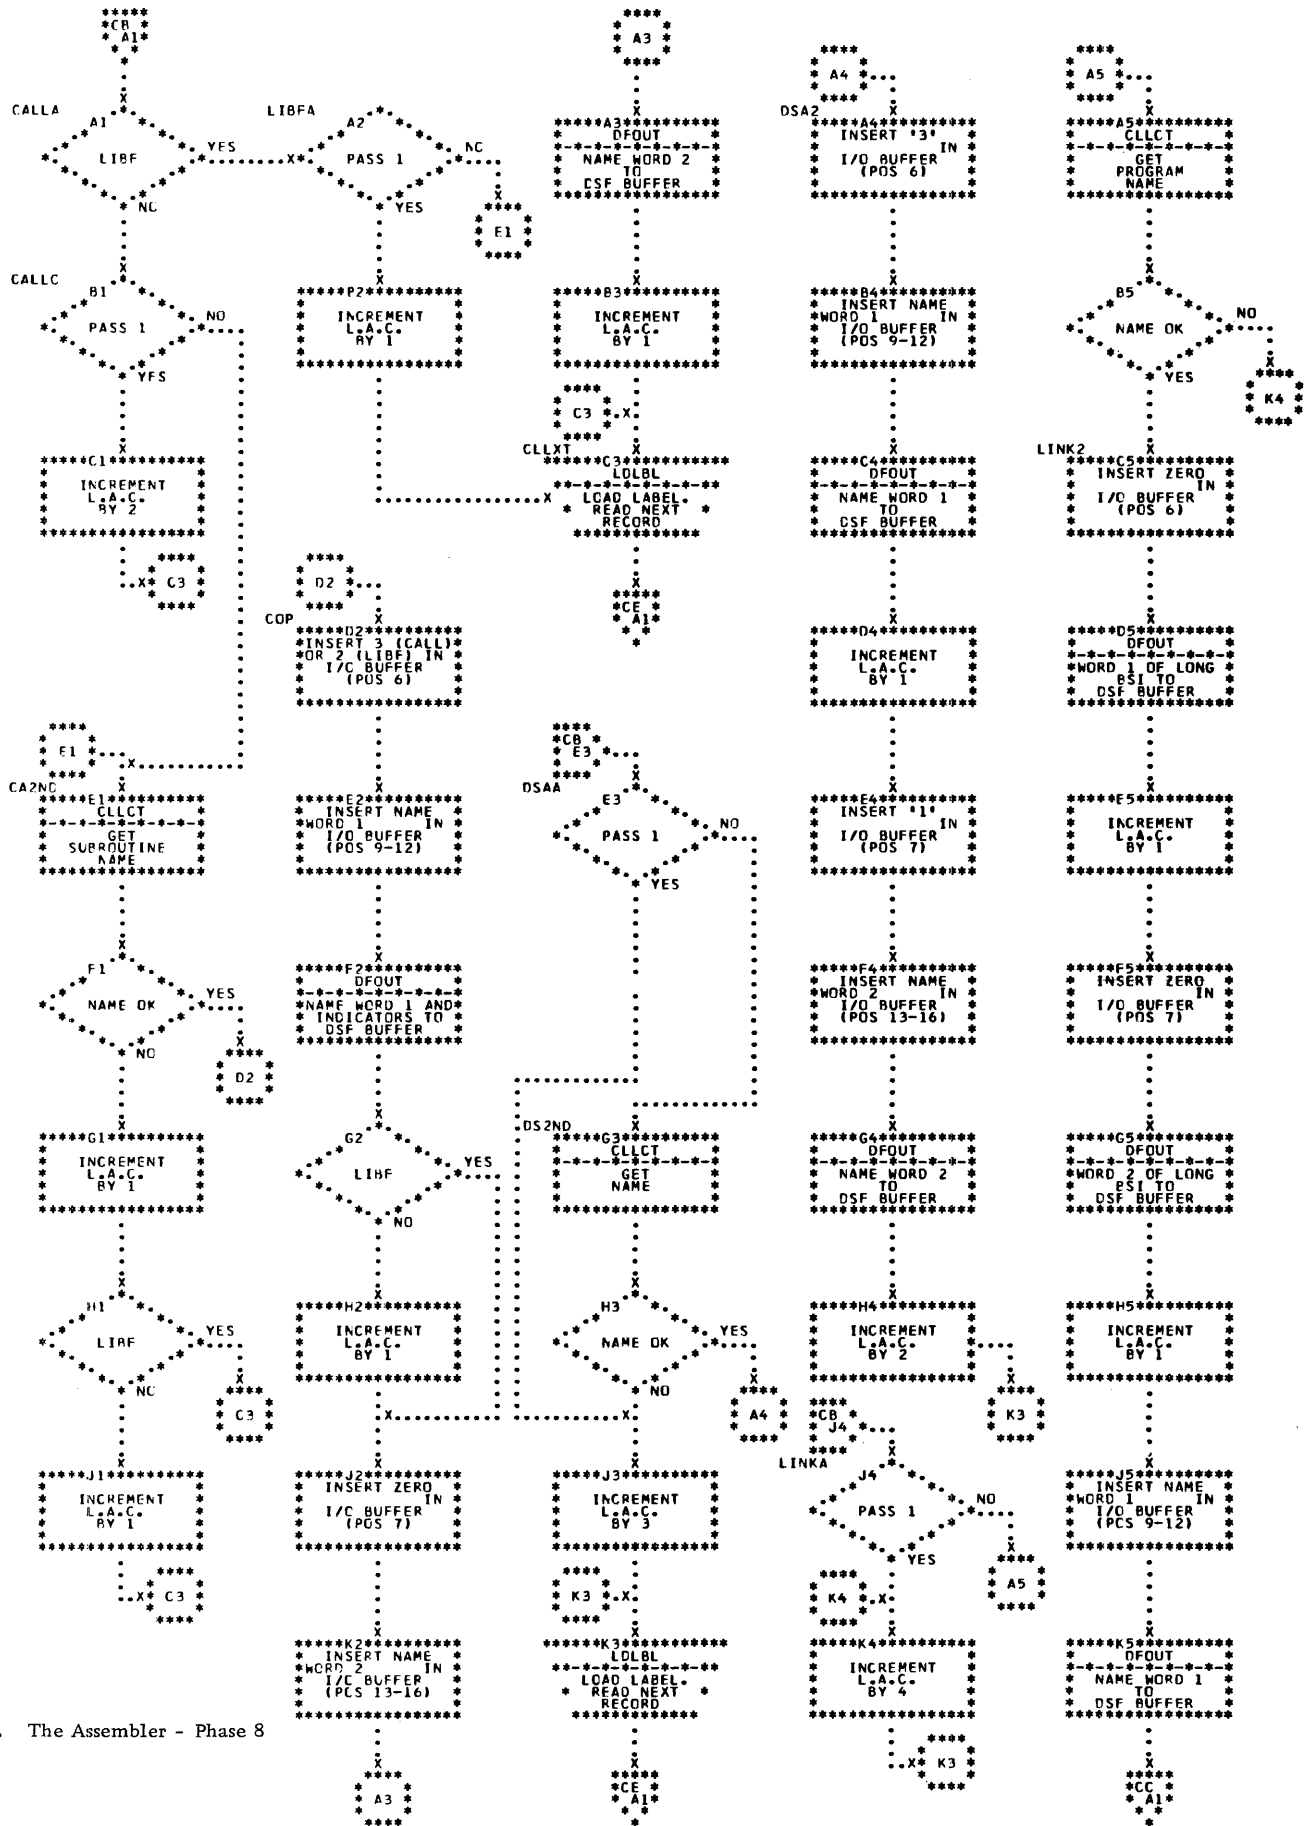 CB
A1
CALLA
A1
LIBF
YES
NC
CALLC
B1
PASS 1
NO
YES
C1
INCREMENT
L.A.C.
BY 2
C3
E1
CA2ND
E1
CLLCT
GET
SUBROUTINE
NAME
F1
NAME OK
YES
NO
D2
G1
INCREMENT
L.A.C.
BY 1
H1
LIBF
YES
NC
C3
J1
INCREMENT
L.A.C.
BY 1
C3
LIBFA
A2
PASS 1
NC
YES
E1
B2
INCREMENT
L.A.C.
BY 1
D2
COP
D2
INSERT 3 (CALL)
OR 2 (LIBF) IN
I/C BUFFER
(POS 6)
E2
INSERT NAME
WORD 1 IN
I/O BUFFER
(POS 9-12)
F2
DFOUT
NAME WORD 1 AND
INDICATORS TO
DSF BUFFER
G2
LIBF
YES
NO
H2
INCREMENT
L.A.C.
BY 1
J2
INSERT ZERO
IN
I/C BUFFER
(POS 7)
K2
INSERT NAME
WORD 2 IN
I/C BUFFER
(PCS 13-16)
A3
A3
A3
DFOUT
NAME WORD 2
TO
DSF BUFFER
B3
INCREMENT
L.A.C.
BY 1
C3
CLLXT
C3
LDLBL
LOAD LABEL.
READ NEXT
RECORD
CE
A1
CB
E3
DSAA
E3
PASS 1
NO
YES
DS2ND
G3
CLLCT
GET
NAME
H3
NAME OK
YES
NO
A4
J3
INCREMENT
L.A.C.
BY 3
K3
K3
LDLBL
LOAD LABEL.
READ NEXT
RECORD
CE
A1
A4
DSA2
A4
INSERT '3'
IN
I/O BUFFER
(POS 6)
B4
INSERT NAME
WORD 1 IN
I/O BUFFER
(POS 9-12)
C4
DFOUT
NAME WORD 1
TO
DSF BUFFER
D4
INCREMENT
L.A.C.
BY 1
E4
INSERT '1'
IN
I/O BUFFER
(POS 7)
F4
INSERT NAME
WORD 2 IN
I/O BUFFER
(POS 13-16)
G4
DFOUT
NAME WORD 2
TO
DSF BUFFER
H4
INCREMENT
L.A.C.
BY 2
K3
CB
J4
LINKA
J4
PASS 1
NO
YES
A5
K4
K4
INCREMENT
L.A.C.
BY 4
K3
A5
A5
CLLCT
GET
PROGRAM
NAME
B5
NAME OK
NO
YES
K4
LINK2
C5
INSERT ZERO
IN
I/C BUFFER
(POS 6)
D5
DFOUT
WORD 1 OF LONG
BSI TO
DSF BUFFER
E5
INCREMENT
L.A.C.
BY 1
F5
INSERT ZERO
IN
I/O BUFFER
(POS 7)
G5
DFOUT
WORD 2 OF LONG
BSI TO
DSF BUFFER
H5
INCREMENT
L.A.C.
BY 1
J5
INSERT NAME
WORD 1 IN
I/O BUFFER
(PCS 9-12)
K5
DFOUT
NAME WORD 1
TO
DSF BUFFER
CC
A1
. The Assembler - Phase 8